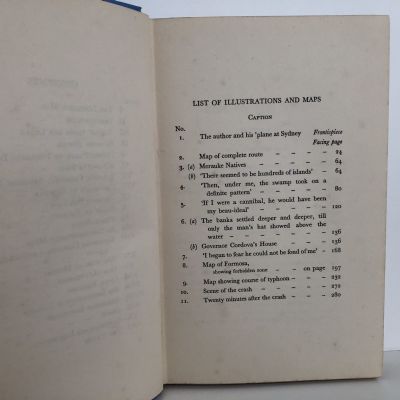 LIST OF ILLUSTRATIONS AND MAPS
CAPTION
No.
1. The author and his 'plane at Sydney Frontispiece
Facing page
2. Map of complete route – – – – 24
3. (a) Merauke Natives – – – – 64
(b) 'There seemed to be hundreds of islands' – 64
4. 'Then, under me, the swamp took on a
definite pattern' – – – – 80
5. 'If I were a cannibal, he would have been
my beau-ideal' – – – – 120
6. (a) The banka settled deeper and deeper, till
only the man's hat showed above the
water – – – – – – 136
(b) Goverace Cordova's House – – – 136
7. 'I began to fear he could not be fond of me' – 168
8. Map of Formosa,
showing forbidden zone – – on page 197
9. Map showing course of typhoon – – – 232
10. Scene of the crash – – – – 272
11. Twenty minutes after the crash – – – 280